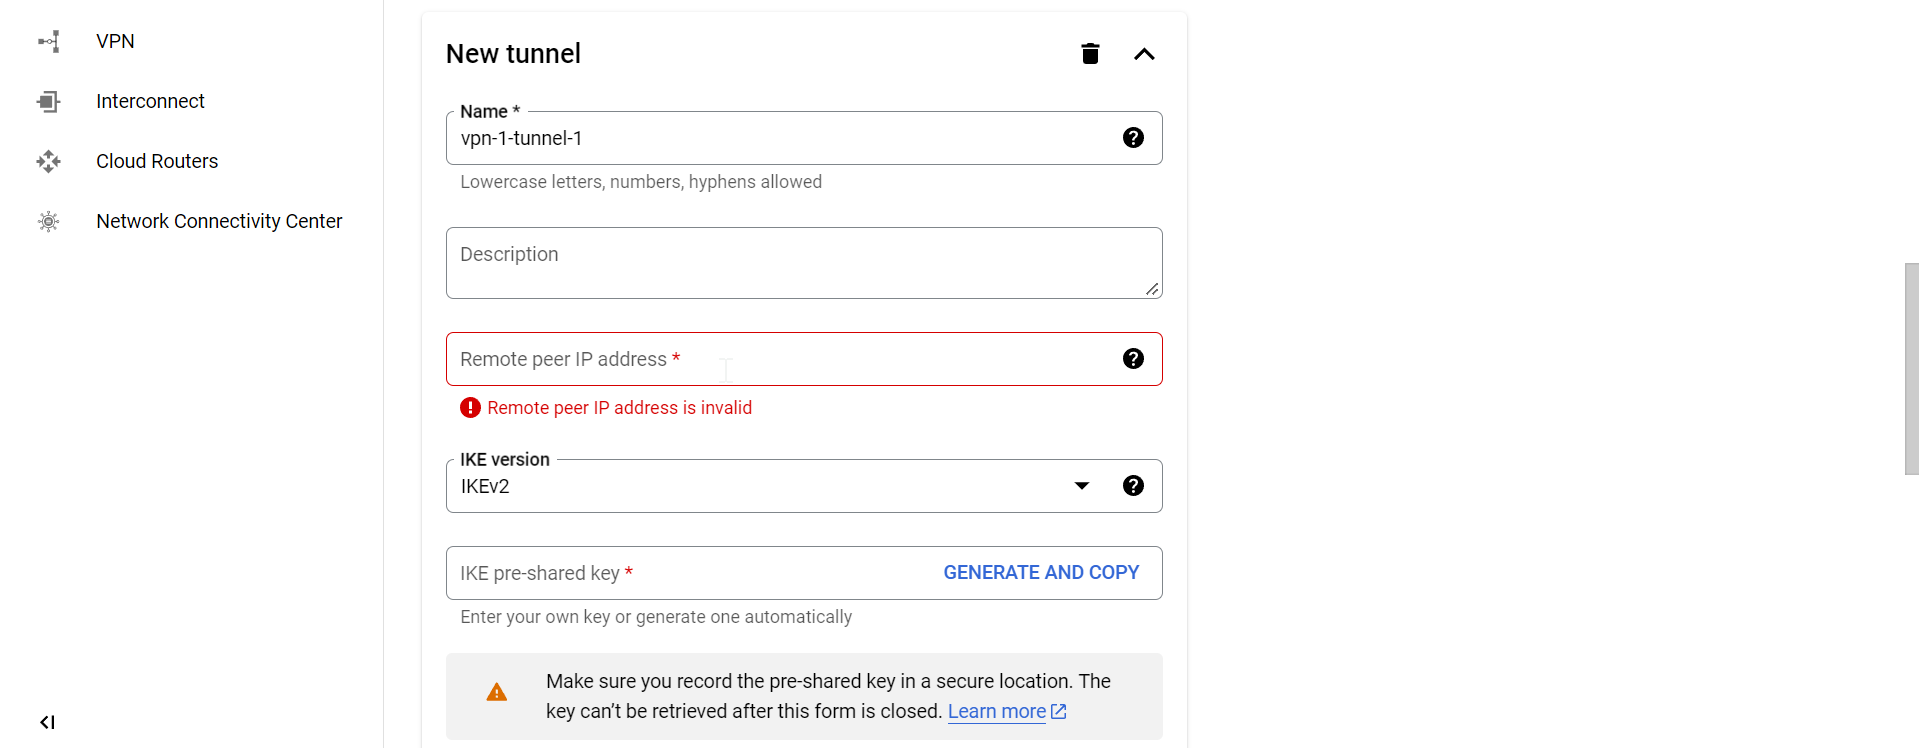 VPN
Interconnect
Cloud Routers
Network Connectivity Center
New tunnel
Name *
vpn-1-tunnel-1
Lowercase letters, numbers, hyphens allowed
Description
Remote peer IP address *
Remote peer IP address is invalid
IKE version
IKEv2
IKE pre-shared key *
GENERATE AND COPY
Enter your own key or generate one automatically
Make sure you record the pre-shared key in a secure location. The
key can’t be retrieved after this form is closed. Learn more